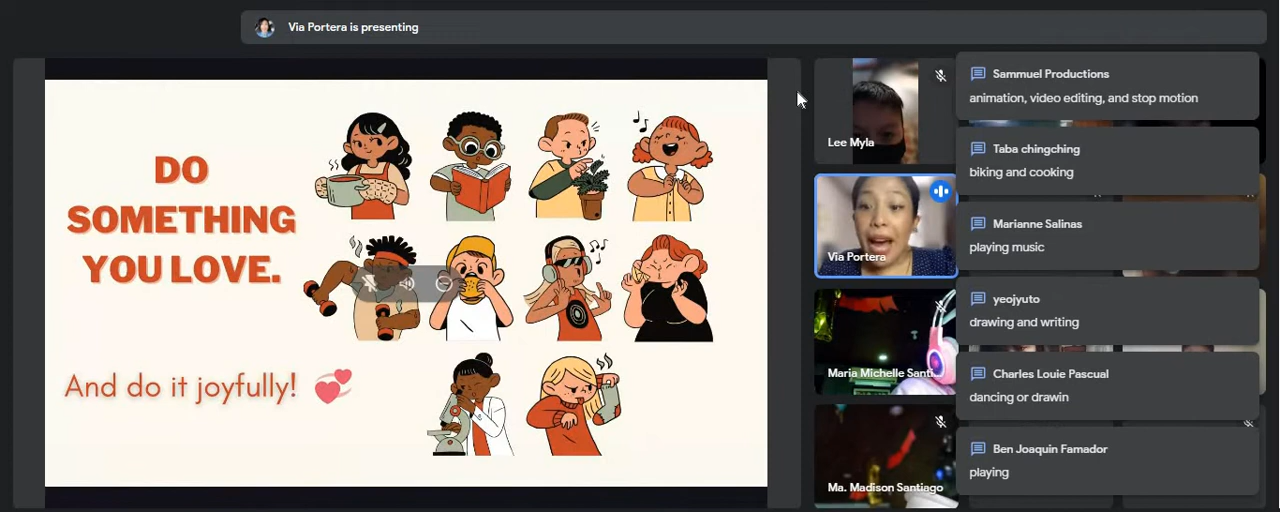 Via Portera is presenting
DO
SOMETHING
YOU LOVE.
And do it joyfully!
Lee Myla
Via Portera
Maria Michelle Santi...
Ma. Madison Santiago
Sammuel Productions
animation, video editing, and stop motion
Taba chingching
biking and cooking
Marianne Salinas
playing music
yeojyuto
drawing and writing
Charles Louie Pascual
dancing or drawin
Ben Joaquin Famador
playing